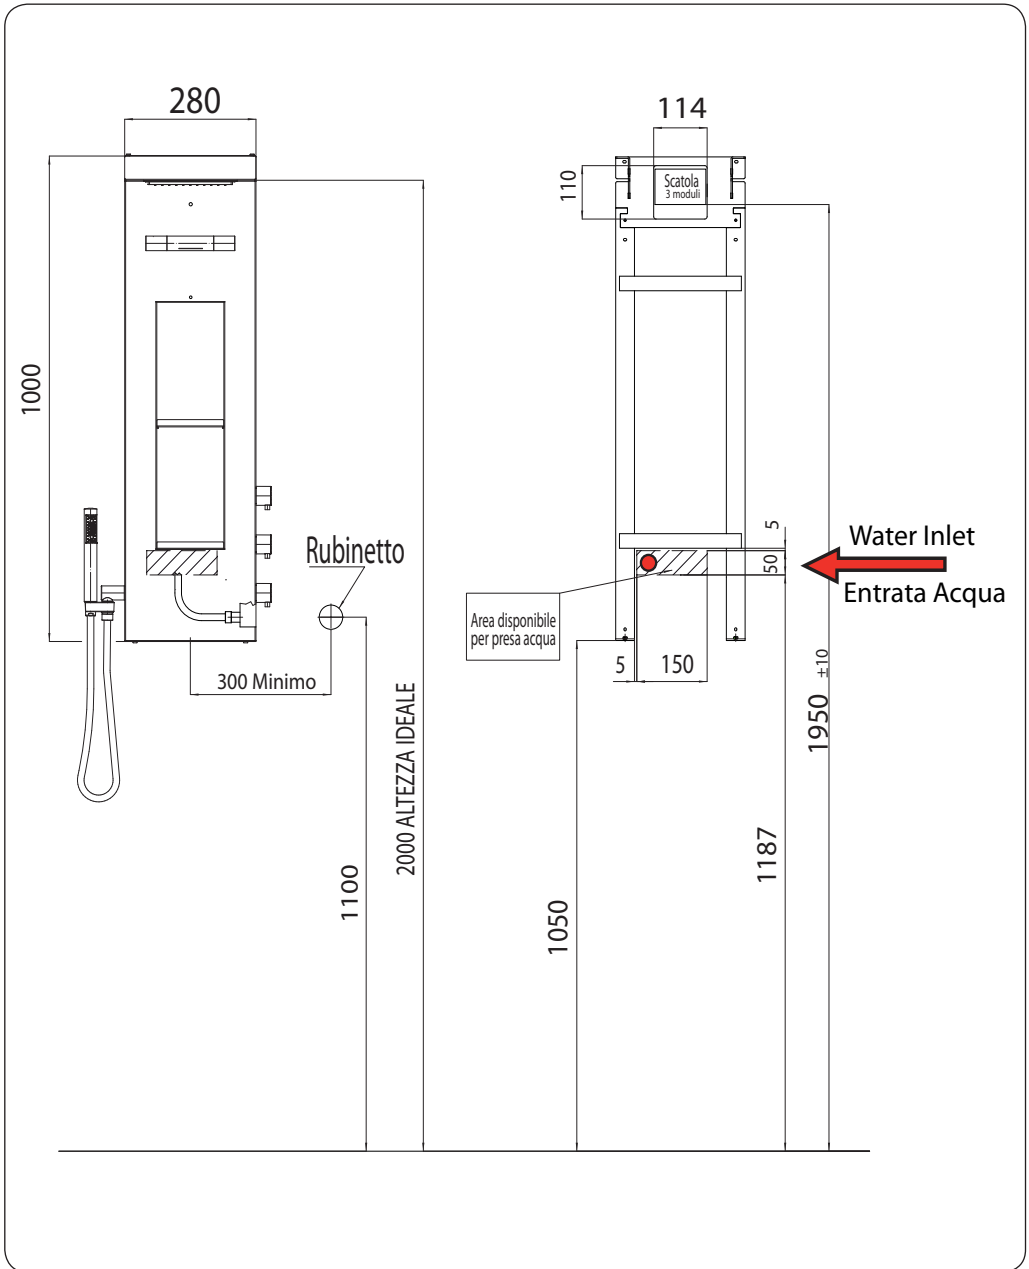 280
114
110
Scatola
3 moduli
1000
Rubinetto
5
50
Water Inlet
Entrata Acqua
Area disponibile
per presa acqua
300 Minimo
5
150
1950 ±10
2000 ALTEZZA IDEALE
1100
1050
1187